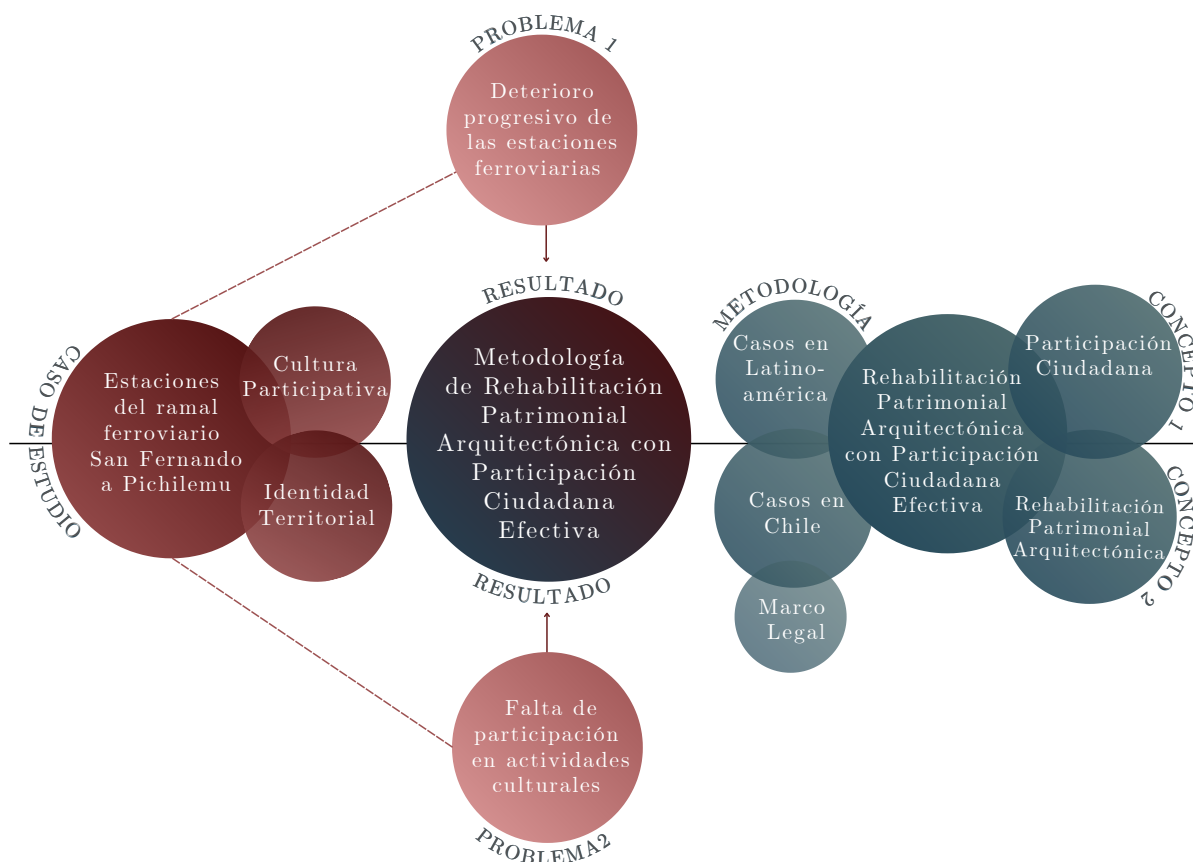 PROBLEMA 1
Deterioro
progresivo de
las estaciones
ferroviarias
CASO DE ESTUDIO
Estaciones
del ramal
ferroviario
San Fernando
a Pichilemu
Cultura
Participativa
Identidad
Territorial
RESULTADO
Metodología
de Rehabilitación
Patrimonial
Arquitectónica con
Participación
Ciudadana
Efectiva
RESULTADO
METODOLOGÍA
Casos en
Latino-
américa
Casos en
Chile
Marco
Legal
Rehabilitación
Patrimonial
Arquitectónica
con Participación
Ciudadana
Efectiva
CONCEPTO 1
Participación
Ciudadana
Rehabilitación
Patrimonial
Arquitectónica
CONCEPTO 2
Falta de
participación
en actividades
culturales
PROBLEMA2